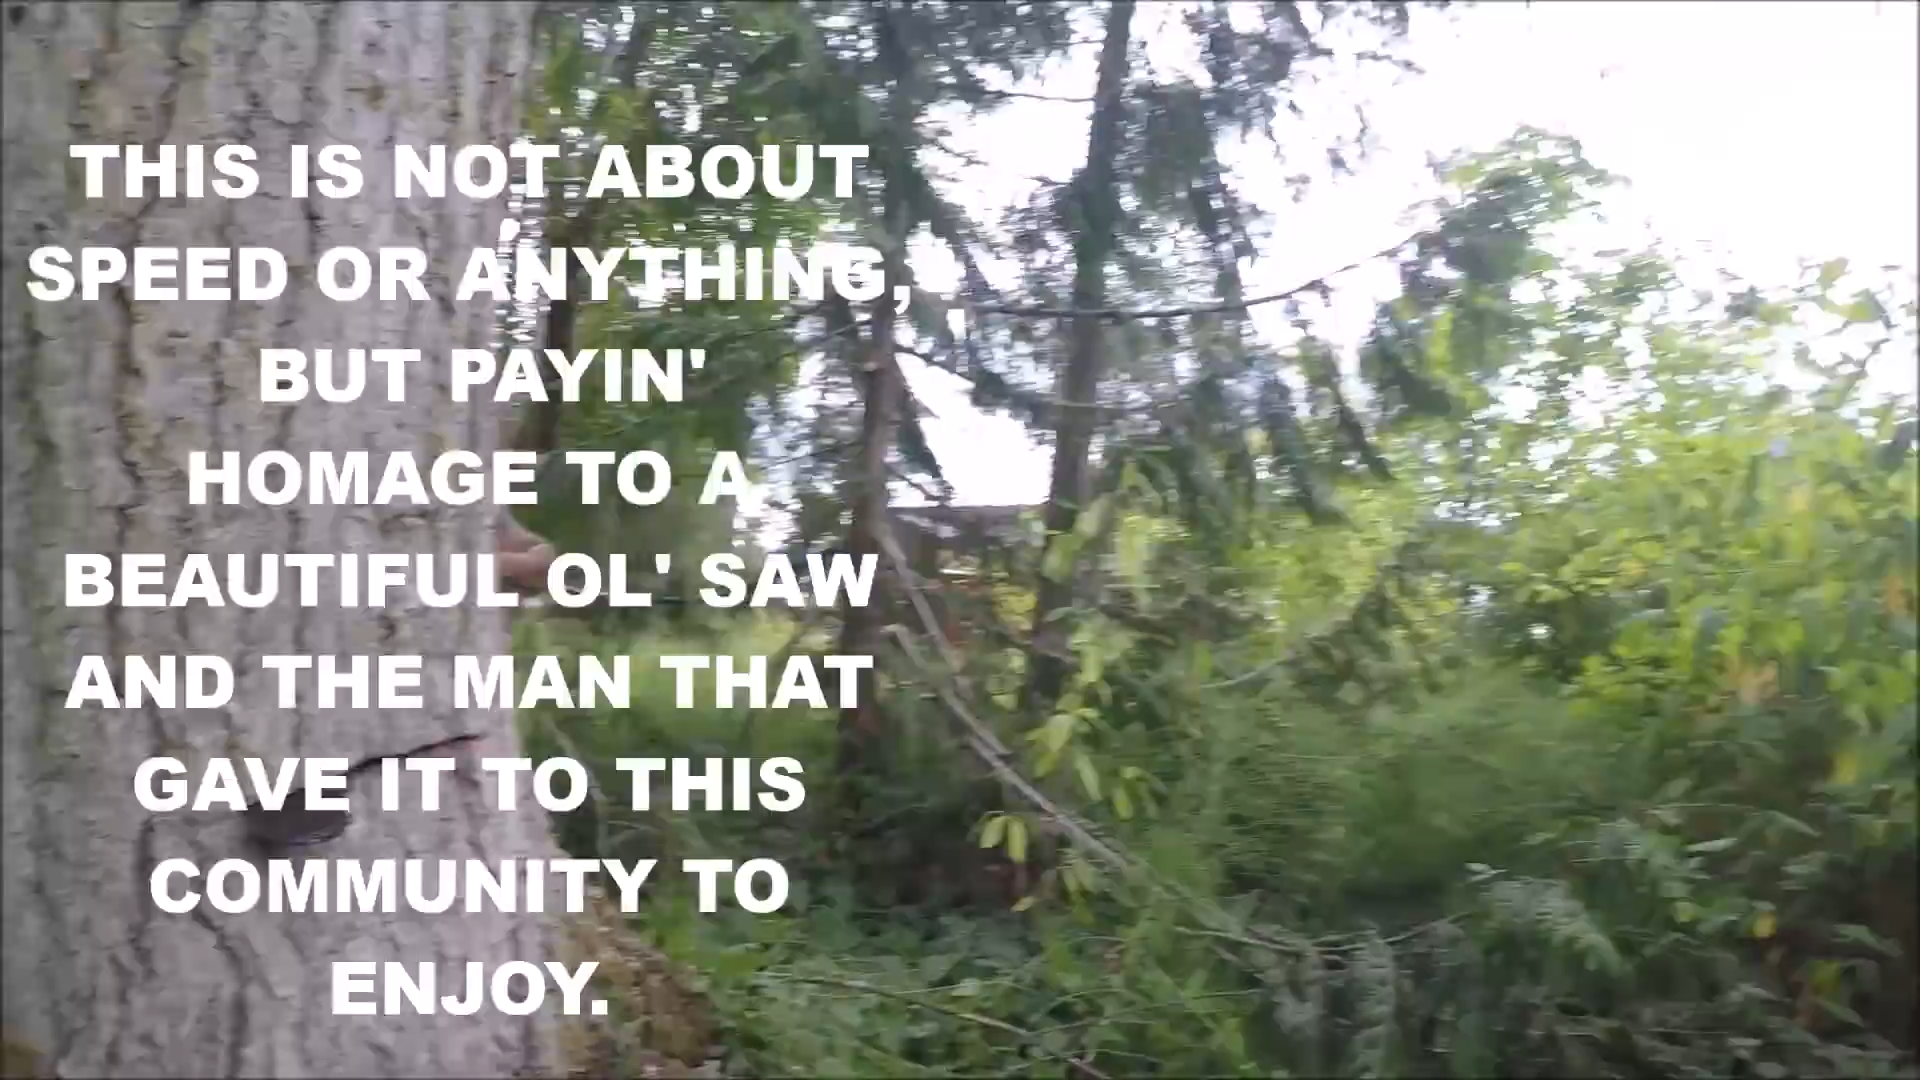 THIS IS NOT ABOUT
SPEED OR ANYTHING,
BUT PAYIN'
HOMAGE TO A
BEAUTIFUL OL' SAW
AND THE MAN THAT
GAVE IT TO THIS
COMMUNITY TO
ENJOY.